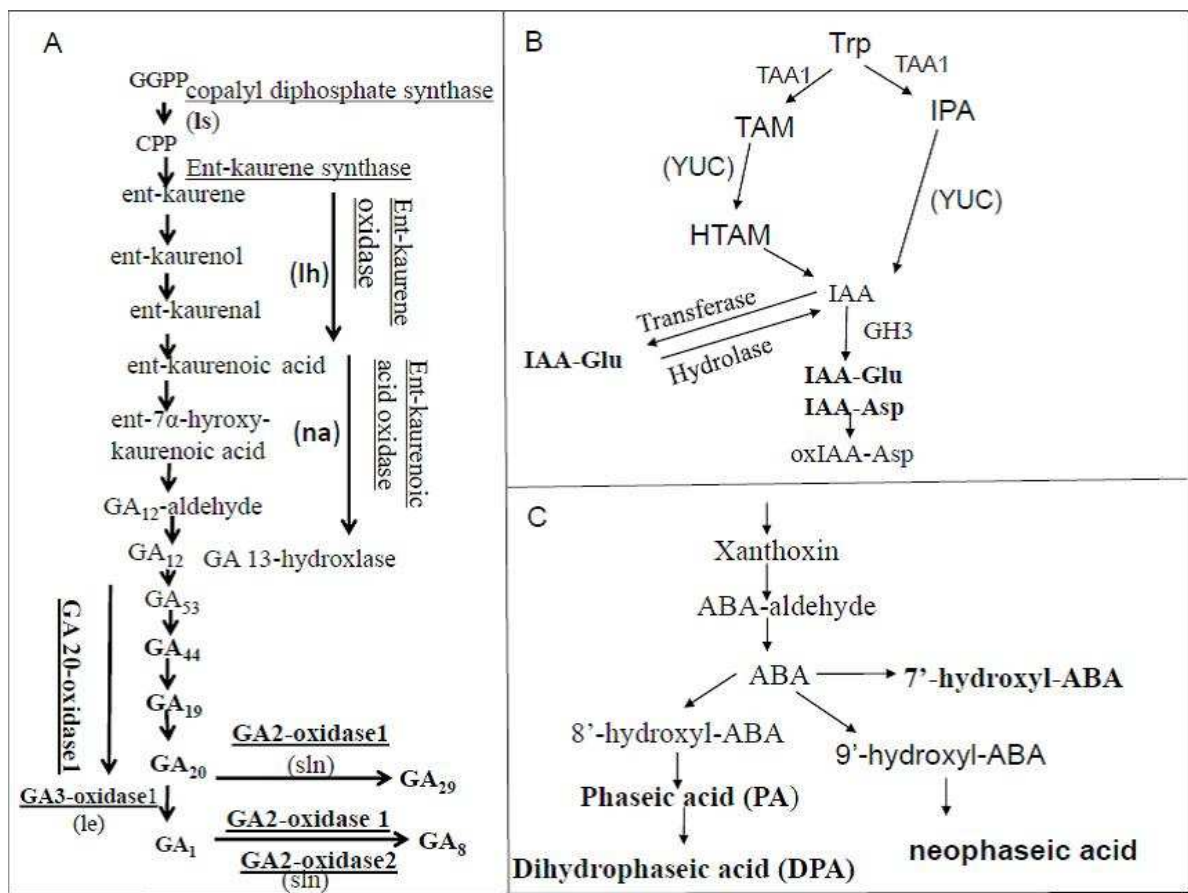 A
GGPP
copalyl diphosphate synthase
(ls)
CPP
Ent-kaurene synthase
ent-kaurene
Ent-kaurene
oxidase
ent-kaurenol
(lh)
ent-kaurenal
ent-kaurenoic acid
Ent-kaurenoic
acid oxidase
ent-7α-hyroxy-
kaurenoic acid
(na)
GA12-aldehyde
GA12
GA 13-hydroxlase
GA53
GA 20-oxidase1
GA44
GA19
GA20
GA2-oxidase1
(sln)
GA29
GA3-oxidase1
(le)
GA1
GA2-oxidase 1
GA8
GA2-oxidase2
(sln)
B
Trp
TAA1
TAA1
TAM
IPA
(YUC)
(YUC)
HTAM
IAA
Transferase
Hydrolase
GH3
IAA-Glu
IAA-Glu
IAA-Asp
oxIAA-Asp
C
Xanthoxin
ABA-aldehyde
ABA
7’-hydroxyl-ABA
8’-hydroxyl-ABA
9’-hydroxyl-ABA
Phaseic acid (PA)
neophaseic acid
Dihydrophaseic acid (DPA)